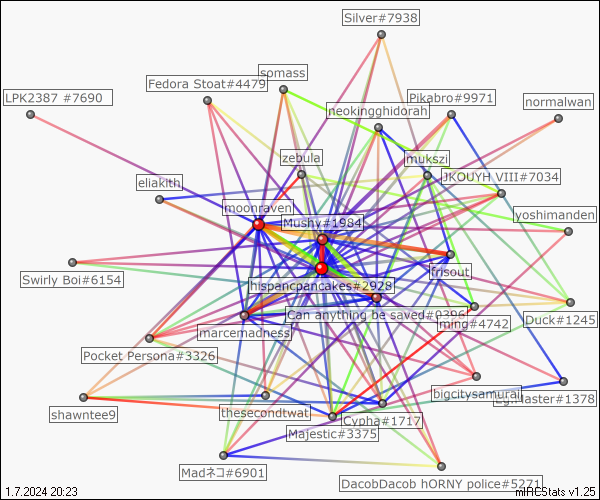 Silver#7938
somass
Fedora Stoat#4479
LPK2387 #7690
Pikabro#9971
neokingghidorah
normalwan
zebula
mukszi
eliakith
JKOUYH VIII#7034
moonraven
Mushy#1984
yoshimanden
frisout
Swirly Boi#6154
hispancpancakes#2928
Can anything be saved#0396
Duck#1245
ming#4742
marcemadness
Pocket Persona#3326
bigcitysamurai
Master#1378
shawntee9
thesecondtwat
Cypha#1717
Majestic#3375
Madネコ#6901
DacobDacob hORNY police#5271
1.7.2024 20:23
mIRCStats v1.25